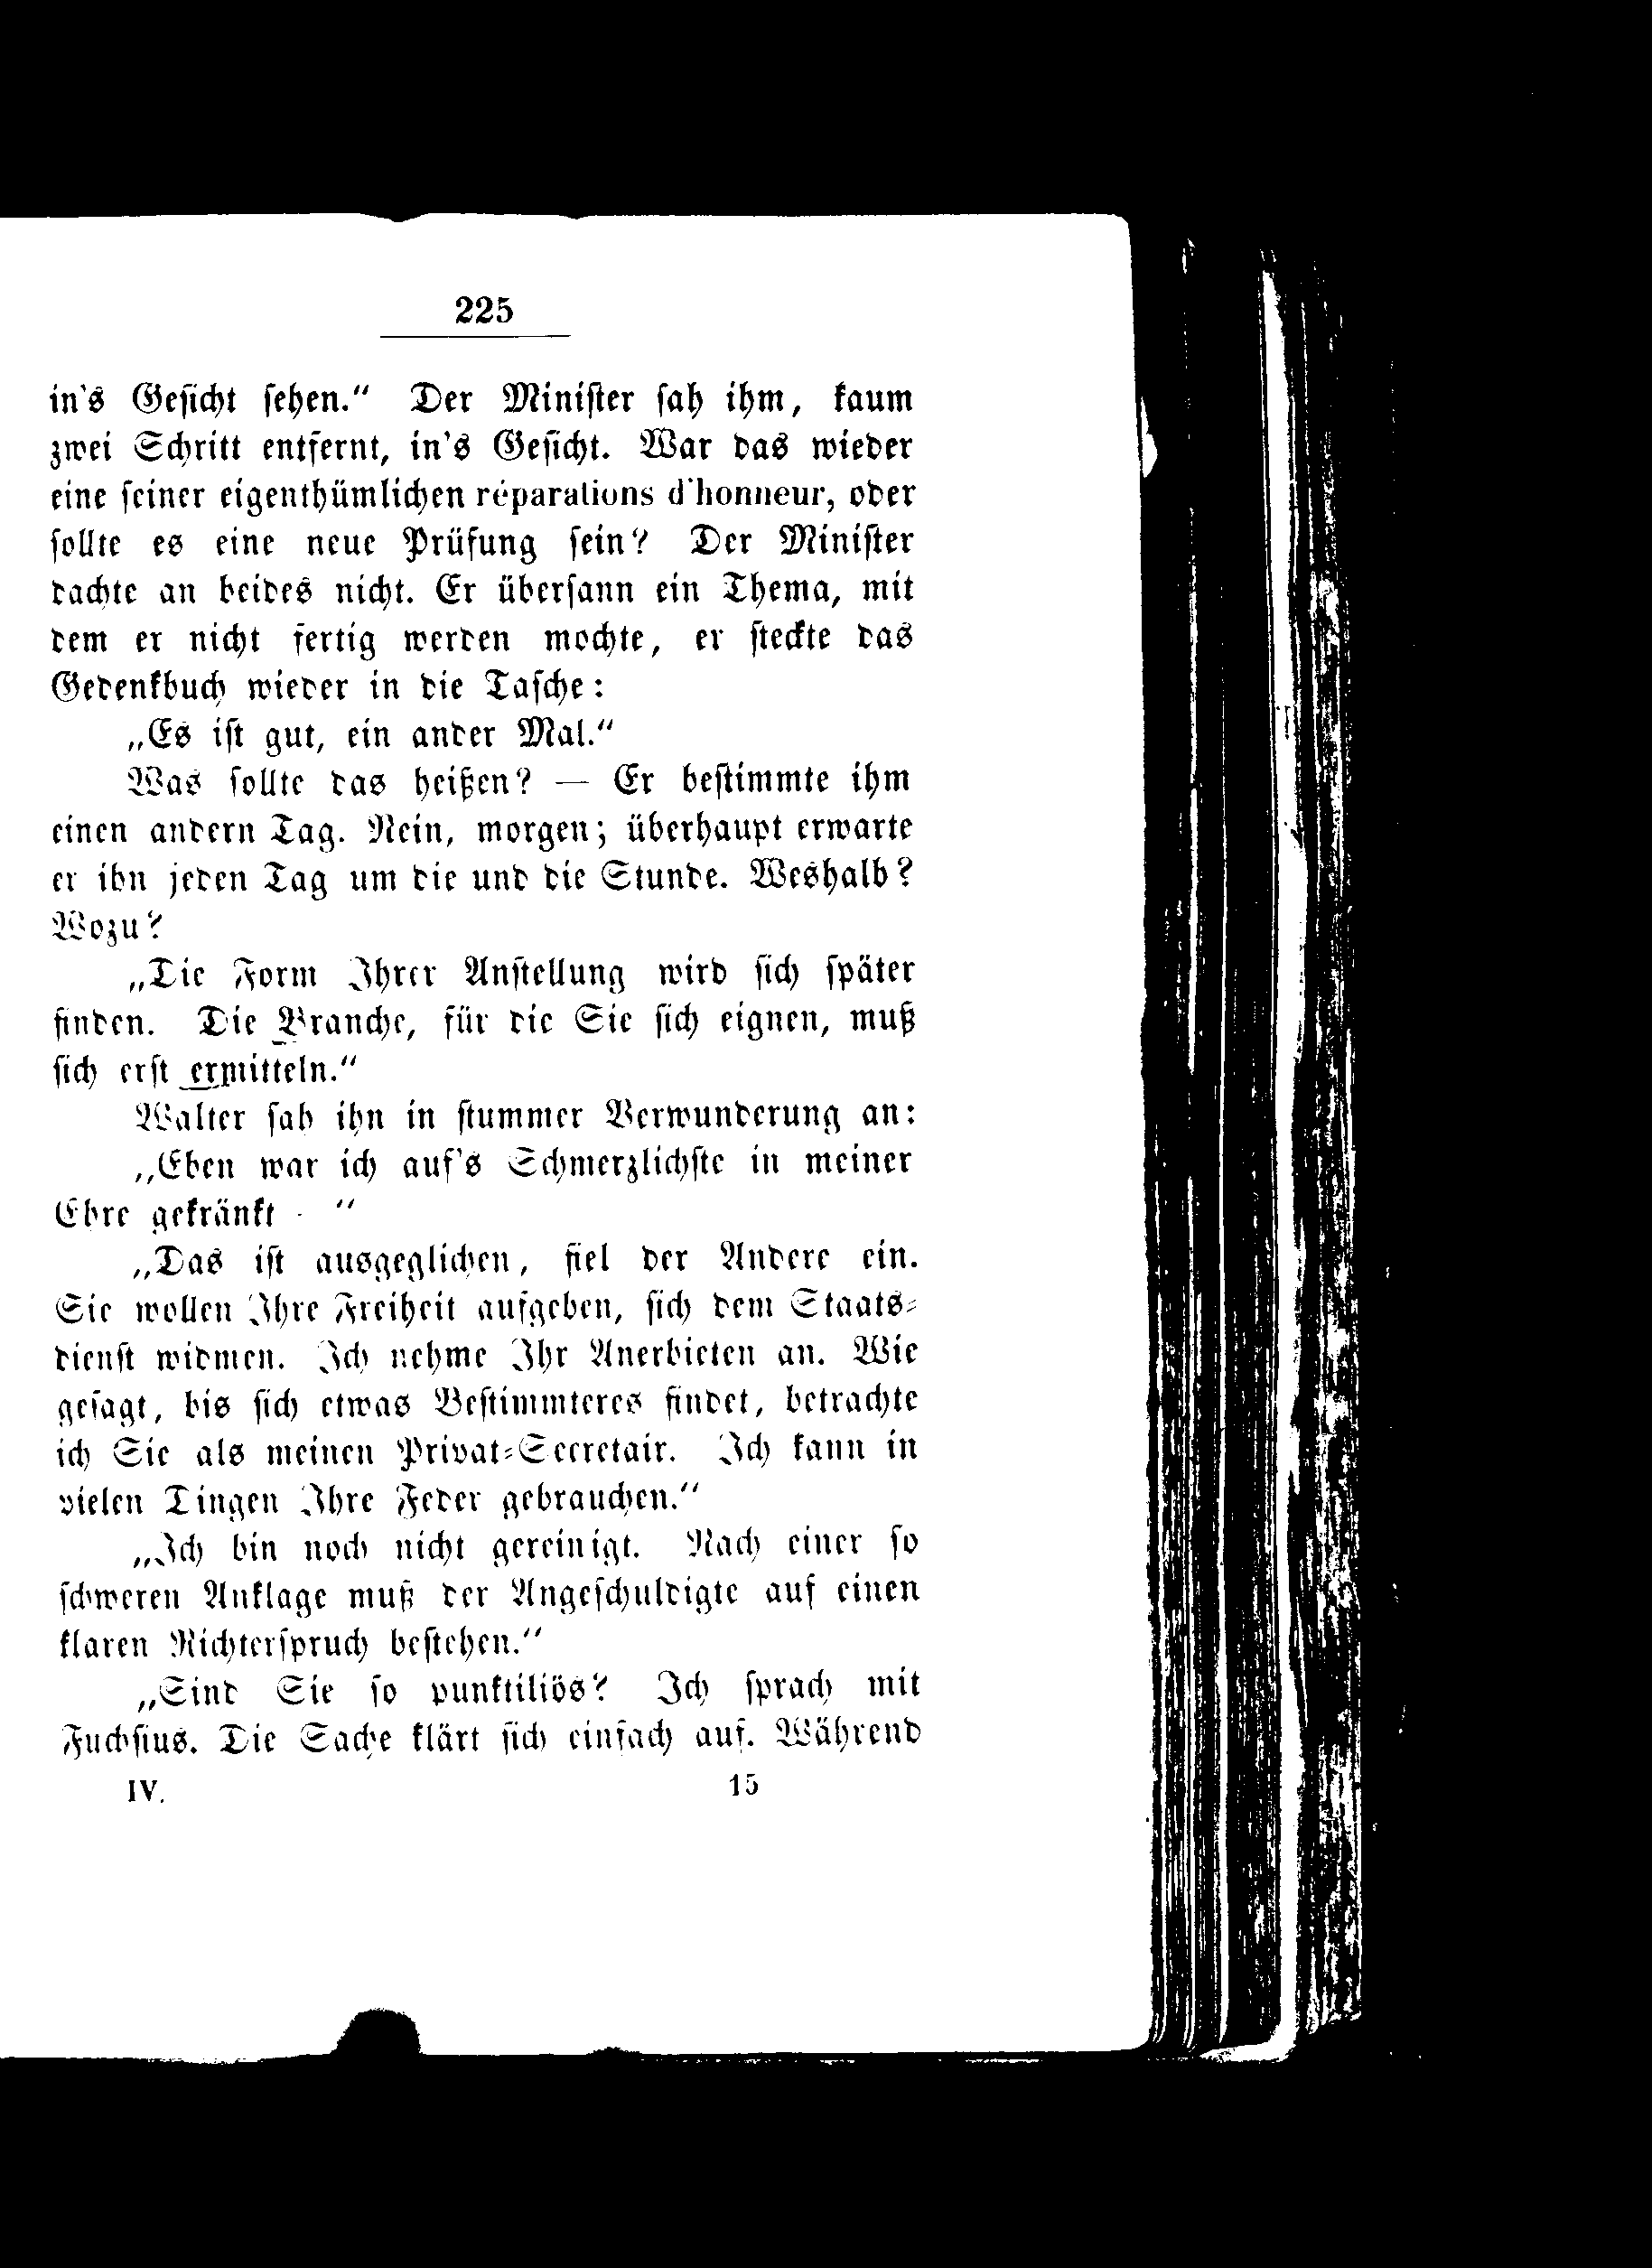 225
in's Geſicht ſehen.“ Der Miniſter ſah ihm, kaum
zwei Schritt entfernt, in's Geſicht. War das wieder
eine ſeiner eigenthümlichen réparations d'honneur, oder
ſollte es eine neue Prüfung ſein? Der Miniſter
dachte an beides nicht. Er überſann ein Thema, mit
dem er nicht fertig werden mochte, er ſteckte das
Gedenkbuch wieder in die Taſche:
„Es iſt gut, ein ander Mal.“
Was ſollte das heißen? — Er beſtimmte ihm
einen andern Tag. Nein, morgen; überhaupt erwarte
er ihn jeden Tag um die und die Stunde. Weshalb?
Wozu?
„Die Form Ihrer Anſtellung wird ſich ſpäter
finden. Die Branche, für die Sie ſich eignen, muß
ſich erſt ermitteln.“
Walter ſah ihn in ſtummer Verwunderung an:
„Eben war ich auf's Schmerzlichſte in meiner
Ehre gekränkt - “
„Das iſt ausgeglichen, fiel der Andere ein.
Sie wollen Ihre Freiheit aufgeben, ſich dem Staats⸗
dienſt widmen. Ich nehme Ihr Anerbieten an. Wie
geſagt, bis ſich etwas Beſtimmteres findet, betrachte
ich Sie als meinen Privat⸗Secretair. Ich kann in
vielen Dingen Ihre Feder gebrauchen.“
„Ich bin noch nicht gereinigt. Nach einer ſo
ſchweren Anklage muß der Angeſchuldigte auf einen
klaren Richterſpruch beſtehen.“
„Sind Sie ſo punktiliös? Ich ſprach mit
Fuchſius. Die Sache klärt ſich einfach auf. Während
IV. 15